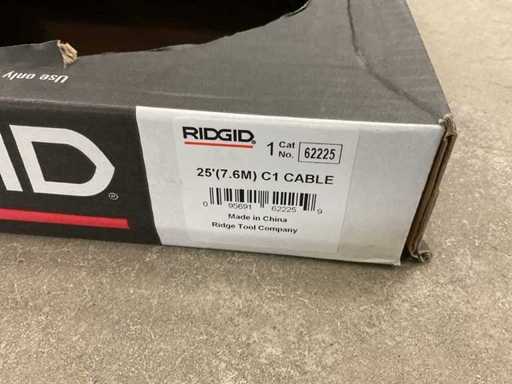 Use only
ID®
RIDGID®
1 Cat No. 62225
25'(7.6M) C1 CABLE
0 95691 62225 9
Made in China
Ridge Tool Company